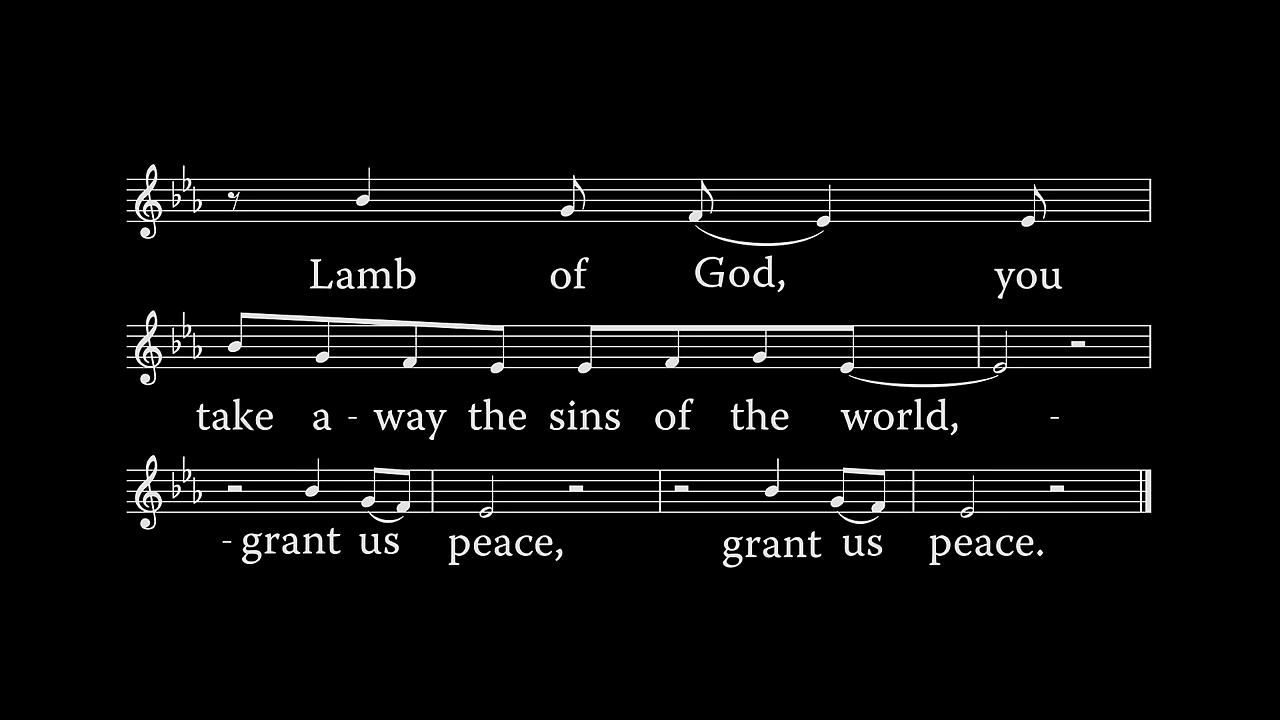 Lamb of God, you
take a - way the sins of the world, -
- grant us peace, grant us peace.